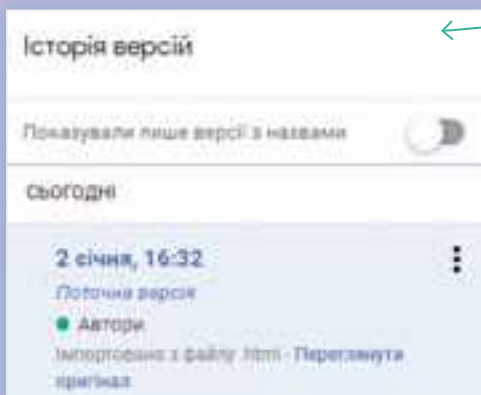 Історія версій
Показувати лише версії з назвами
СЬОГОДНІ
2 січня, 16:32
Поточна версія
Автори
Імпортовано з файлу .html · Переглянути
оригінал